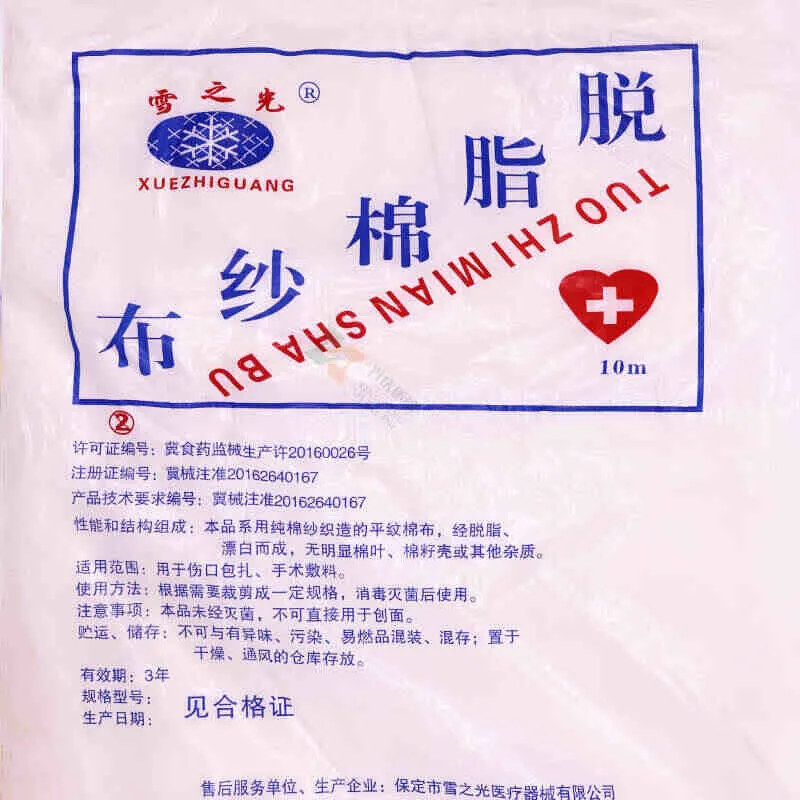 雪之光®
XUEZHIGUANG
脱脂棉纱布
TUO ZHI MIAN SHA BU
10m
②
许可证编号：冀食药监械生产许20160026号
注册证编号：冀械注准20162640167
产品技术要求编号：冀械注准20162640167
性能和结构组成：本品系用纯棉纱织造的平纹棉布，经脱脂、
漂白而成，无明显棉叶、棉籽壳或其他杂质。
适用范围：用于伤口包扎、手术敷料。
使用方法：根据需要裁剪成一定规格，消毒灭菌后使用。
注意事项：本品未经灭菌，不可直接用于创面。
贮运、储存：不可与有异味、污染、易燃品混装、混存；置于
干燥、通风的仓库存放。
有效期：3年
规格型号：
生产日期：
见合格证
售后服务单位、生产企业：保定市雪之光医疗器械有限公司